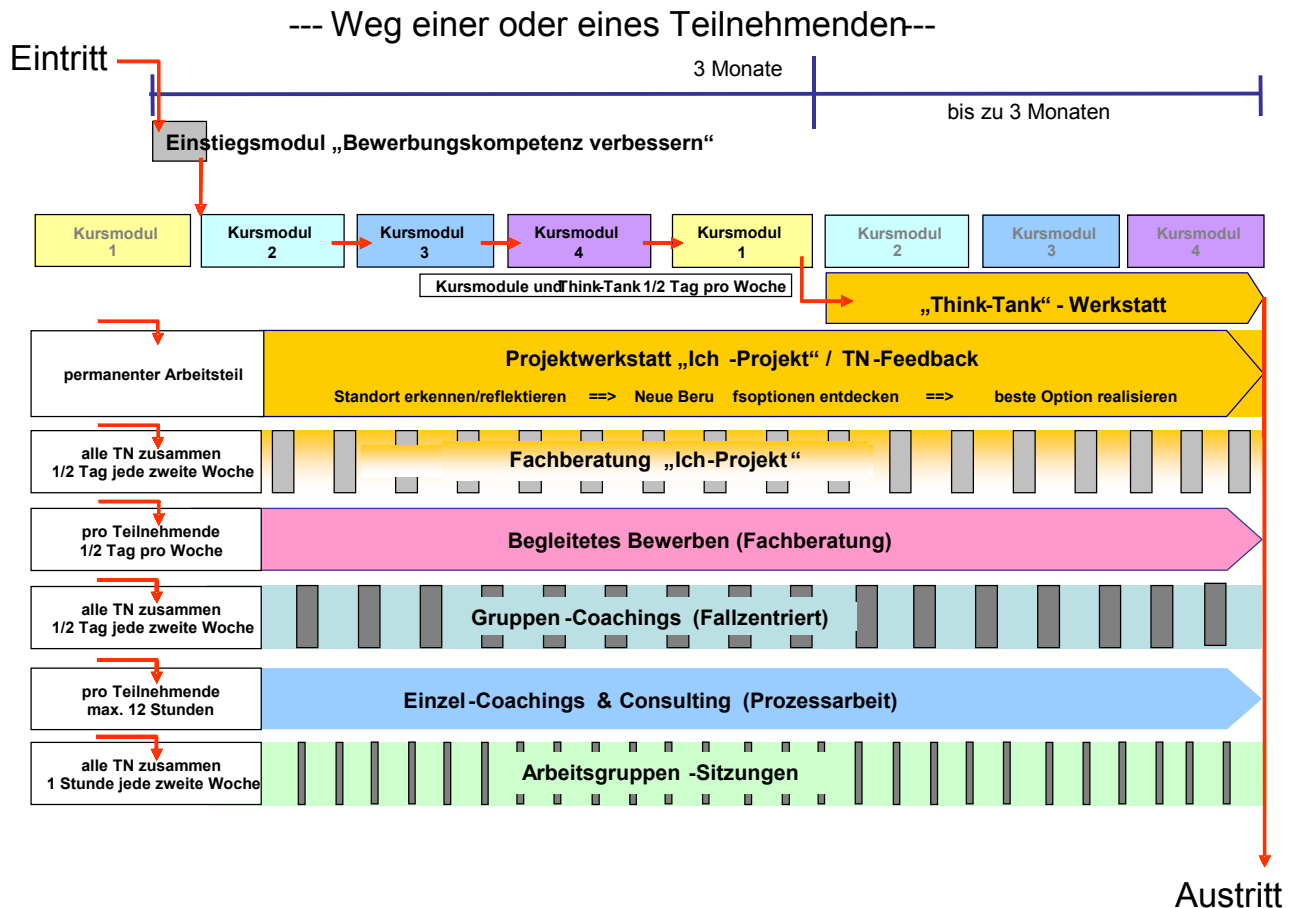 --- Weg einer oder eines Teilnehmenden---
Eintritt
3 Monate
bis zu 3 Monaten
Einstiegsmodul „Bewerbungskompetenz verbessern“
Kursmodul
1
Kursmodul
2
Kursmodul
3
Kursmodul
4
Kursmodul
1
Kursmodul
2
Kursmodul
3
Kursmodul
4
Kursmodule und Think-Tank 1/2 Tag pro Woche
„Think-Tank“ - Werkstatt
permanenter Arbeitsteil
Projektwerkstatt „Ich -Projekt“ / TN-Feedback
Standort erkennen/reflektieren ==> Neue Beru fsoptionen entdecken ==> beste Option realisieren
alle TN zusammen
1/2 Tag jede zweite Woche
Fachberatung „Ich-Projekt“
pro Teilnehmende
1/2 Tag pro Woche
Begleitetes Bewerben (Fachberatung)
alle TN zusammen
1/2 Tag jede zweite Woche
Gruppen -Coachings (Fallzentriert)
pro Teilnehmende
max. 12 Stunden
Einzel-Coachings & Consulting (Prozessarbeit)
alle TN zusammen
1 Stunde jede zweite Woche
Arbeitsgruppen -Sitzungen
Austritt